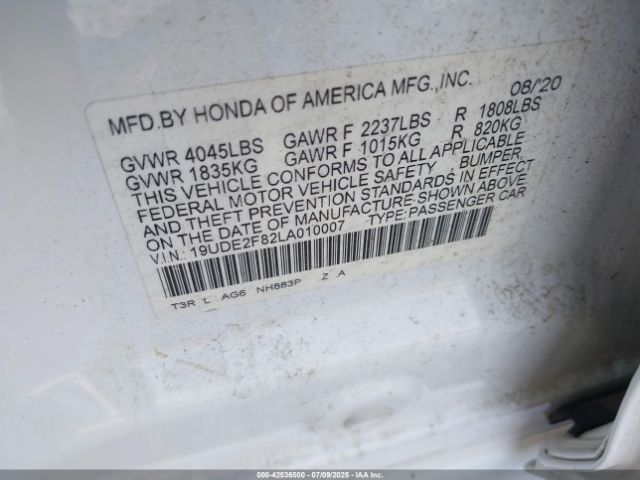 MFD.BY HONDA OF AMERICA MFG.,INC. 08/'20
GVWR 4045LBS GAWR F 2237LBS R 1808LBS
GVWR 1835KG GAWR F 1015KG R 820KG
THIS VEHICLE CONFORMS TO ALL APPLICABLE
FEDERAL MOTOR VEHICLE SAFETY BUMPER,
AND THEFT PREVENTION STANDARDS IN EFFECT
ON THE DATE OF MANUFACTURE:SHOWN ABOVE
V.I.N.: 19UDE2F82LA010007 TYPE:PASSENGER CAR
T3R L AG6 NH883P Z A
000-42536500 - 07/09/2025 - IAAI.COM